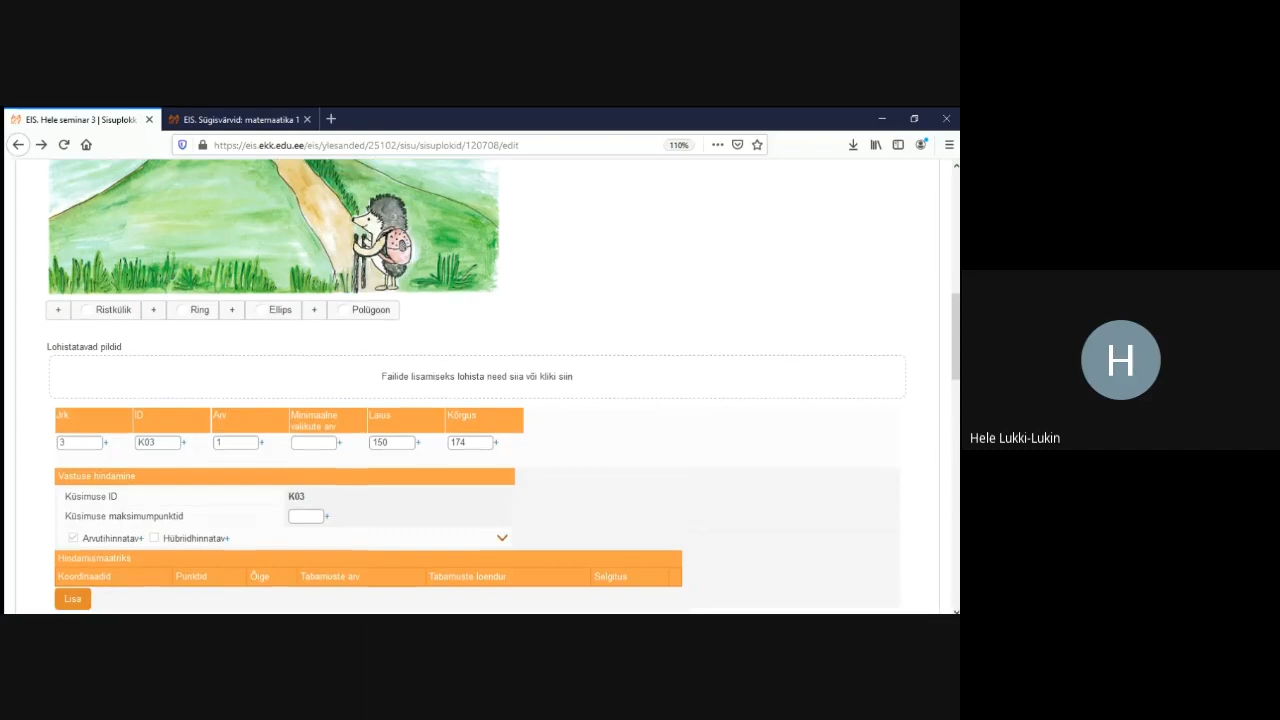 EIS. Hele seminar 3 | Sisuplokk
EIS. Sügisvärvid: matemaatika 1
https://eis.ekk.edu.ee/eis/ylesanded/25102/sisu/sisuplokid/120708/edit
110%
+ Ristkülik + Ring + Ellips + Polügoon
Lohistatavad pildid
Failide lisamiseks lohista need siia või kliki siin
Jrk ID Arv Minimaalne valikute arv Laius Kõrgus
3 + K03 + 1 + + 150 + 174 +
Vastuse hindamine
Küsimuse ID K03
Küsimuse maksimumpunktid +
Arvutihinnatav+ Hübriidhinnatav+
Hindamismaatriks
Koordinaadid Punktid Õige Tabamuste arv Tabamuste loendur Selgitus
Lisa
H
Hele Lukki-Lukin